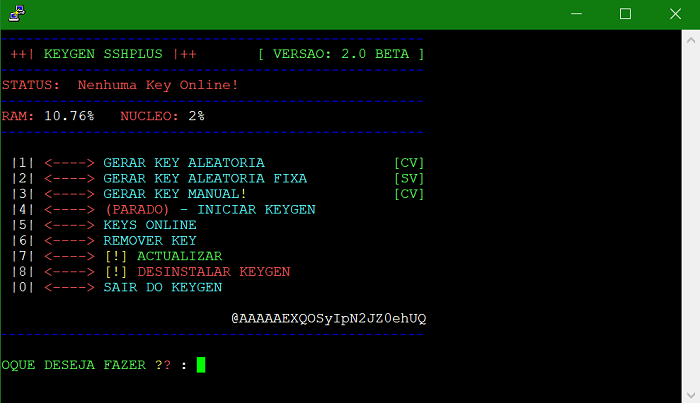 ++| KEYGEN SSHPLUS |++ [ VERSAO: 2.0 BETA ]
STATUS: Nenhuma Key Online!
RAM: 10.76% NUCLEO: 2%
|1| <----> GERAR KEY ALEATORIA [CV]
|2| <----> GERAR KEY ALEATORIA FIXA [SV]
|3| <----> GERAR KEY MANUAL! [CV]
|4| <----> (PARADO) - INICIAR KEYGEN
|5| <----> KEYS ONLINE
|6| <----> REMOVER KEY
|7| <----> [!] ACTUALIZAR
|8| <----> [!] DESINSTALAR KEYGEN
|0| <----> SAIR DO KEYGEN
@AAAAAEXQOSyIpN2JZ0ehUQ
OQUE DESEJA FAZER ?? :